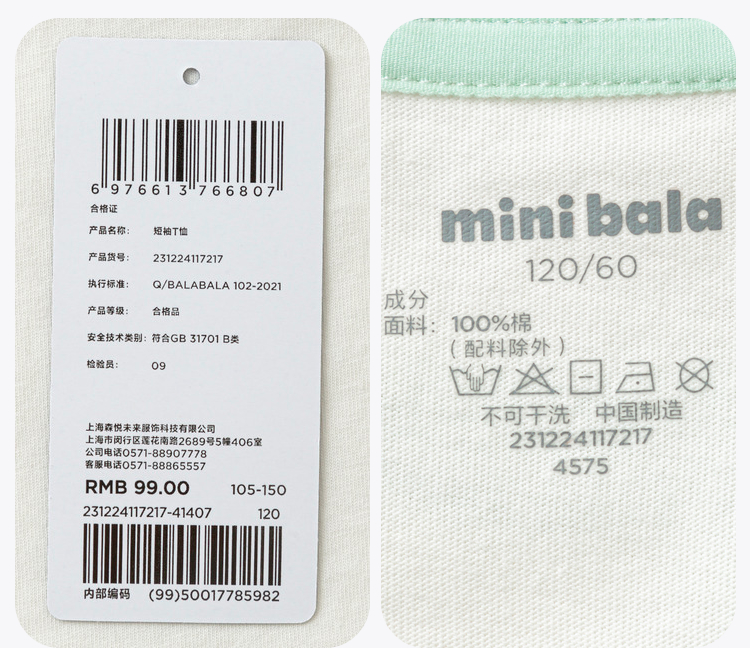 6 976613 766807
合格证
产品名称： 短袖T恤
产品货号： 231224117217
执行标准： Q/BALABALA 102-2021
产品等级： 合格品
安全技术类别：符合GB 31701 B类
检验员： 09
上海森悦未来服饰科技有限公司
上海市闵行区莲花南路2689号5幢406室
公司电话0571-88907778
客服电话0571-88865557
RMB 99.00 105-150
231224117217-41407 120
内部编码 (99)50017785982
mini bala
120/60
成分
面料：100%棉
(配料除外)
不可干洗 中国制造
231224117217
4575